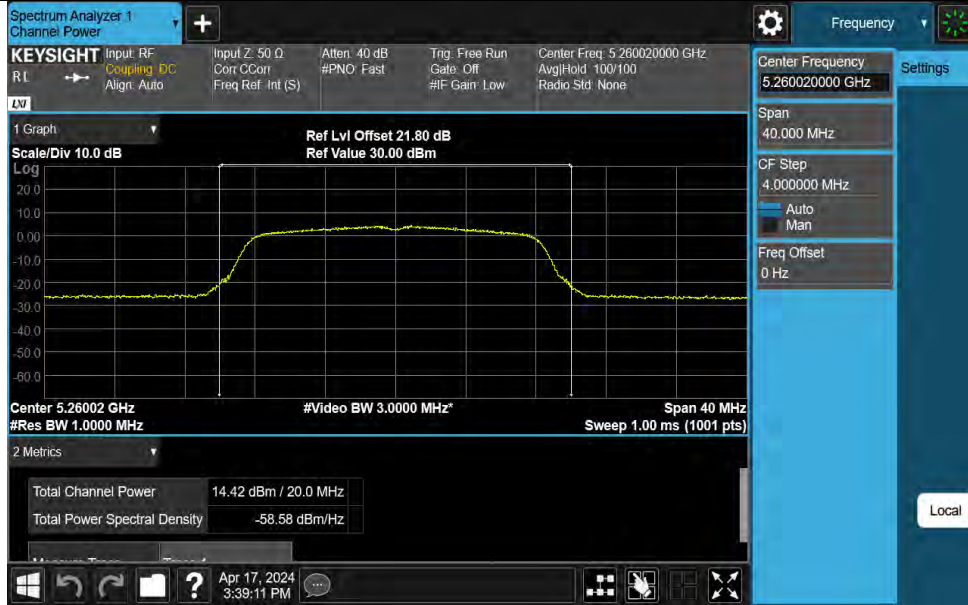 Spectrum Analyzer 1
Channel Power
Frequency
KEYSIGHT
Input: RF
Coupling: DC
Align: Auto
Input Z: 50 Ω
Corr CCorr
Freq Ref: Int (S)
Atten: 40 dB
#PNO: Fast
Trig: Free Run
Gate: Off
#IF Gain: Low
Center Freq: 5.260020000 GHz
Avg|Hold: 100/100
Radio Std: None
LXI
Center Frequency
5.260020000 GHz
Settings
Span
40.000 MHz
CF Step
4.000000 MHz
Auto
Man
Freq Offset
0 Hz
1 Graph
Scale/Div 10.0 dB
Ref Lvl Offset 21.80 dB
Ref Value 30.00 dBm
Log
20.0
10.0
0.00
-10.0
-20.0
-30.0
-40.0
-50.0
-60.0
Center 5.26002 GHz
#Video BW 3.0000 MHz*
Span 40 MHz
#Res BW 1.0000 MHz
Sweep 1.00 ms (1001 pts)
2 Metrics
Total Channel Power
14.42 dBm / 20.0 MHz
Total Power Spectral Density
-58.58 dBm/Hz
Local
Apr 17, 2024
3:39:11 PM